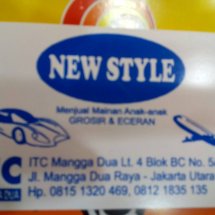 NEW STYLE
Menjual Mainan Anak-anak
GROSIR & ECERAN
ITC Mangga Dua Lt. 4 Blok BC No.
Jl. Mangga Dua Raya - Jakarta Utara
Hp. 0815 1320 469, 0812 1835 135